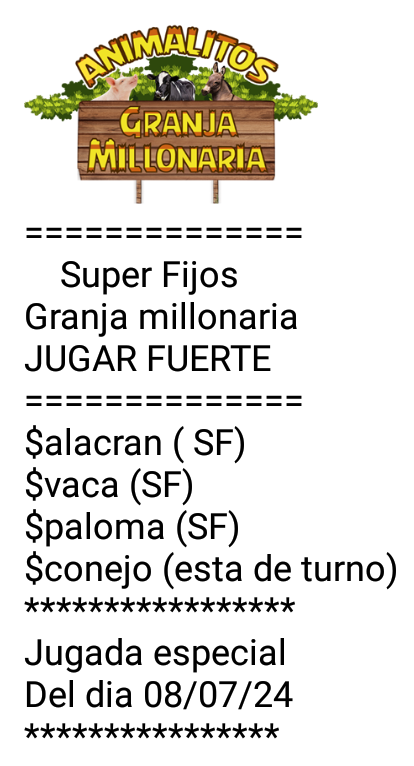 ANIMALITOS
GRANJA
MILLONARIA
==============
Super Fijos
Granja millonaria
JUGAR FUERTE
==============
$alacran ( SF)
$vaca (SF)
$paloma (SF)
$conejo (esta de turno)
*****************
Jugada especial
Del dia 08/07/24
****************